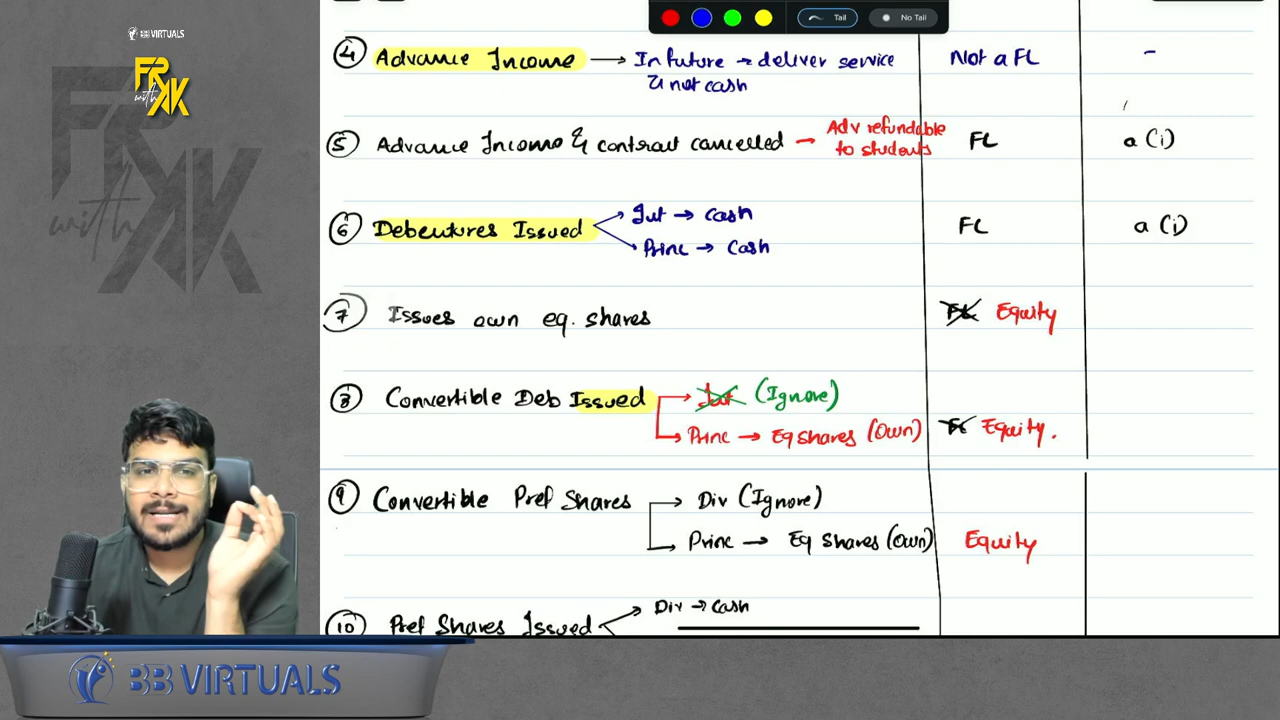 BB VIRTUALS
FR
with
AK
Tail
No Tail
④ Advance Income → In future → deliver service Not a FL -
& not cash
⑤ Advance Income & contract cancelled → Adv refundable FL a (i)
to students
⑥ Debentures Issued Int → cash FL a (i)
Princ → Cash
⑦ Issues own eq. shares FL Equity
⑧ Convertible Deb Issued → Int (Ignore)
Princ → Eq shares (Own) Equity.
⑨ Convertible Pref Shares → Div (Ignore)
Princ → Eq Shares (Own) Equity
⑩ Pref Shares Issued Div → Cash
BB VIRTUALS